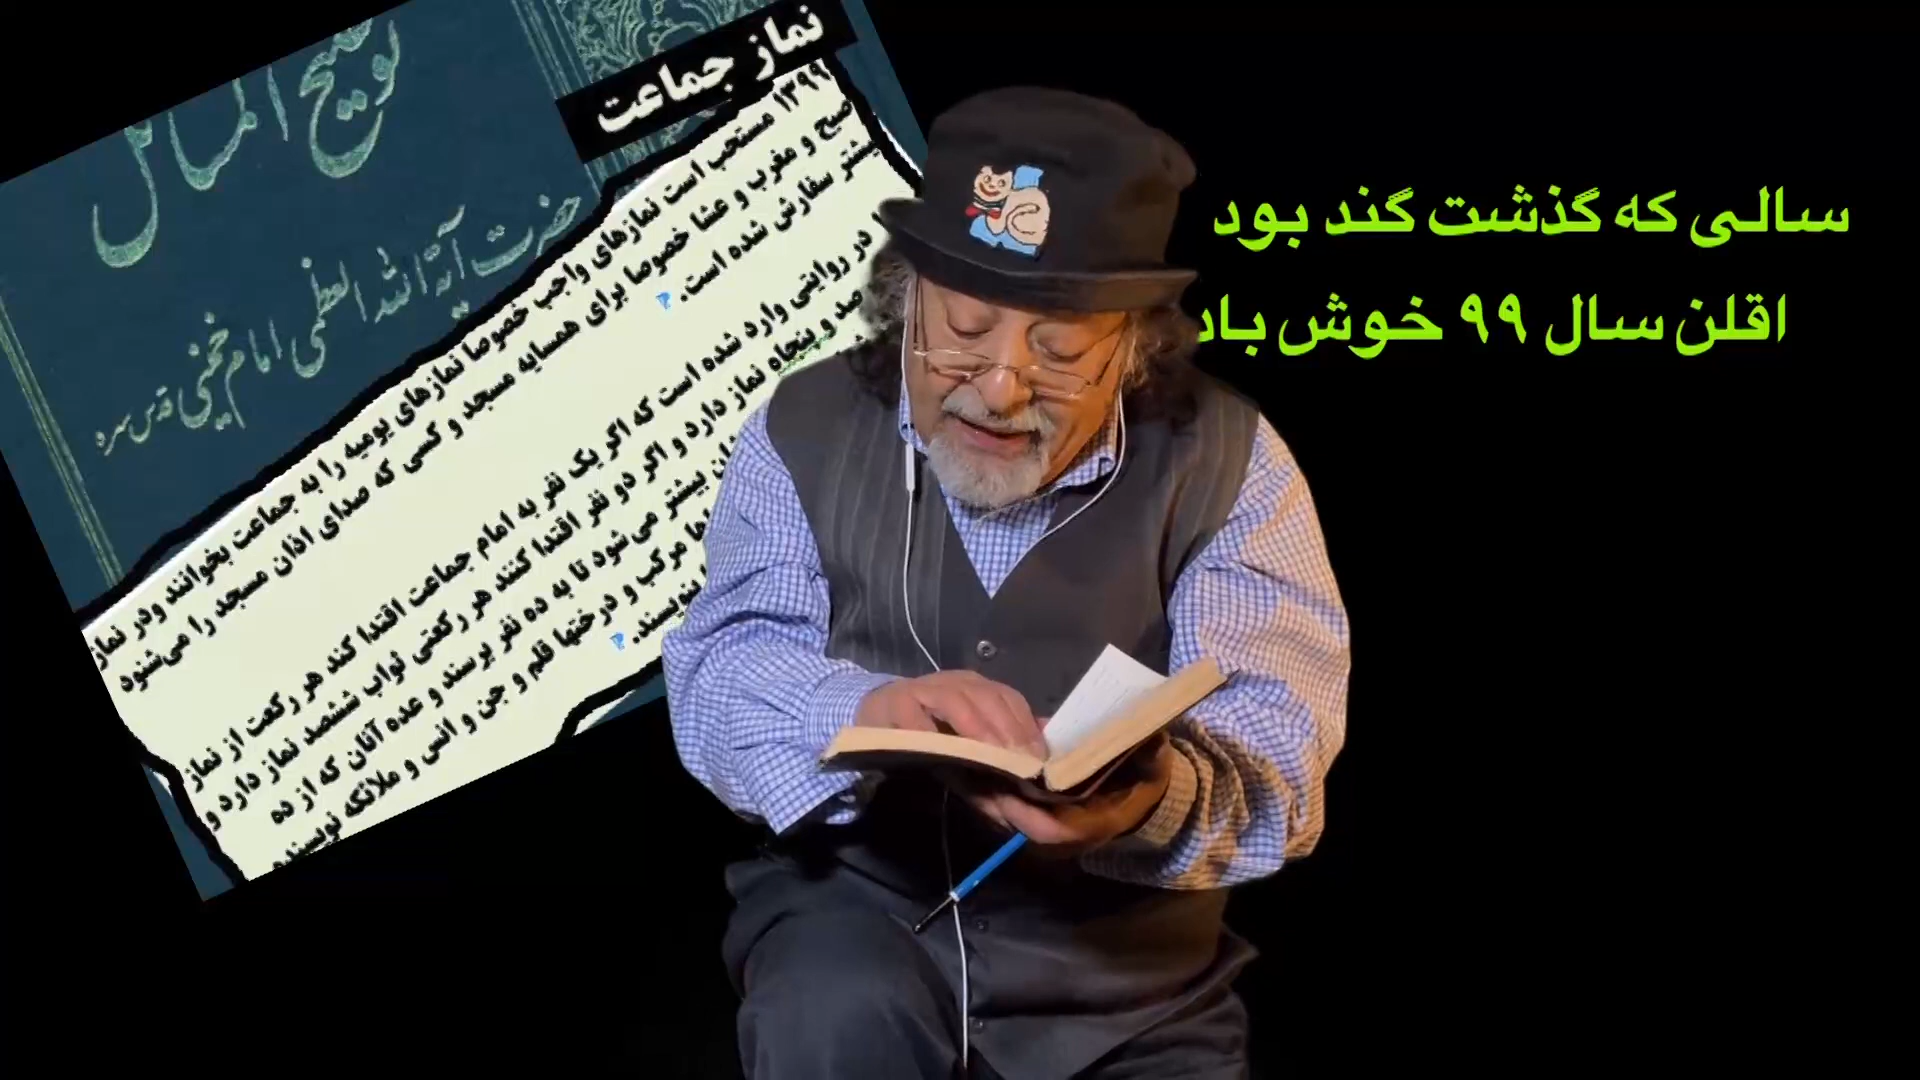 توضیح المسائل
حضرت آیة الله العظمی امام خمینی قدس سره
نماز جماعت
۱۳۹۹ مستحب است نمازهای واجب خصوصا نمازهای یومیه را به جماعت بخوانند ودر نماز
صبح و مغرب و عشا خصوصا برای همسایه مسجد و کسی که صدای اذان مسجد را می‌شنود
بیشتر سفارش شده است. ؟
در روایتی وارد شده است که اگر یک نفر به امام جماعت اقتدا کند هر رکعت از نماز
صد و پنجاه نماز دارد و اگر دو نفر اقتدا کنند هر رکعتی ثواب ششصد نماز دارد و
بیشتر می‌شود تا به ده نفر برسند و عده آنان که از ده
مرکب و درختها قلم و جن و انس و ملائکه نویسنده
بنویسند. ؟
سالی که گذشت گند بود
اقلن سال ۹۹ خوش باد